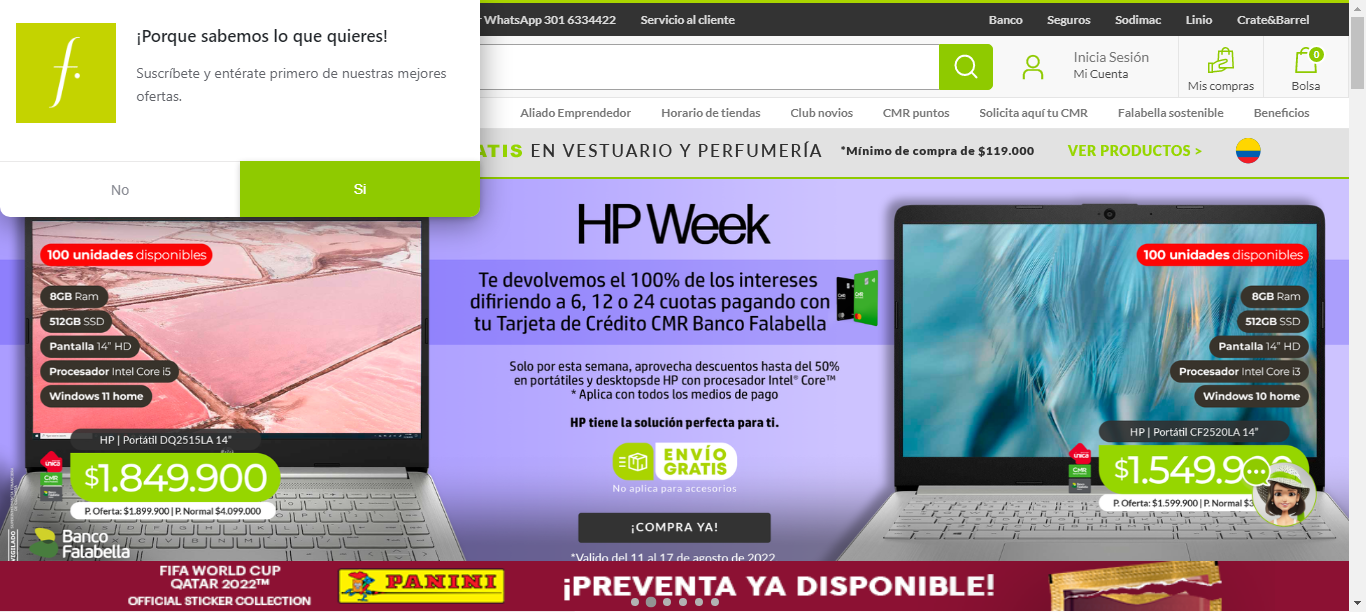 WhatsApp 301 6334422
Servicio al cliente
Banco
Seguros
Sodimac
Linio
Crate&Barrel
f.
¡Porque sabemos lo que quieres!
Suscríbete y entérate primero de nuestras mejores
ofertas.
No
Si
Inicia Sesión
Mi Cuenta
Mis compras
0
Bolsa
Aliado Emprendedor
Horario de tiendas
Club novios
CMR puntos
Solicita aquí tu CMR
Falabella sostenible
Beneficios
ATIS EN VESTUARIO Y PERFUMERÍA
*Mínimo de compra de $119.000
VER PRODUCTOS >
HP Week
Te devolvemos el 100% de los intereses
difiriendo a 6, 12 o 24 cuotas pagando con
tu Tarjeta de Crédito CMR Banco Falabella
Solo por esta semana, aprovecha descuentos hasta del 50%
en portátiles y desktopsde HP con procesador Intel® Core™
* Aplica con todos los medios de pago
HP tiene la solución perfecta para ti.
ENVÍO
GRATIS
No aplica para accesorios
¡COMPRA YA!
*Valido del 11 al 17 de agosto de 2022
100 unidades disponibles
8GB Ram
512GB SSD
Pantalla 14" HD
Procesador Intel Core i5
Windows 11 home
HP | Portátil DQ2515LA 14"
única
CMR
$1.849.900
P. Oferta: $1.899.900 | P. Normal $4.099.000
Banco
Falabella
VIGILADO
100 unidades disponibles
8GB Ram
512GB SSD
Pantalla 14" HD
Procesador Intel Core i3
Windows 10 home
HP | Portátil CF2520LA 14"
única
CMR
$1.549.900
P. Oferta: $1.599.900 | P. Normal $3
FIFA WORLD CUP
QATAR 2022™
OFFICIAL STICKER COLLECTION
PANINI
¡PREVENTA YA DISPONIBLE!